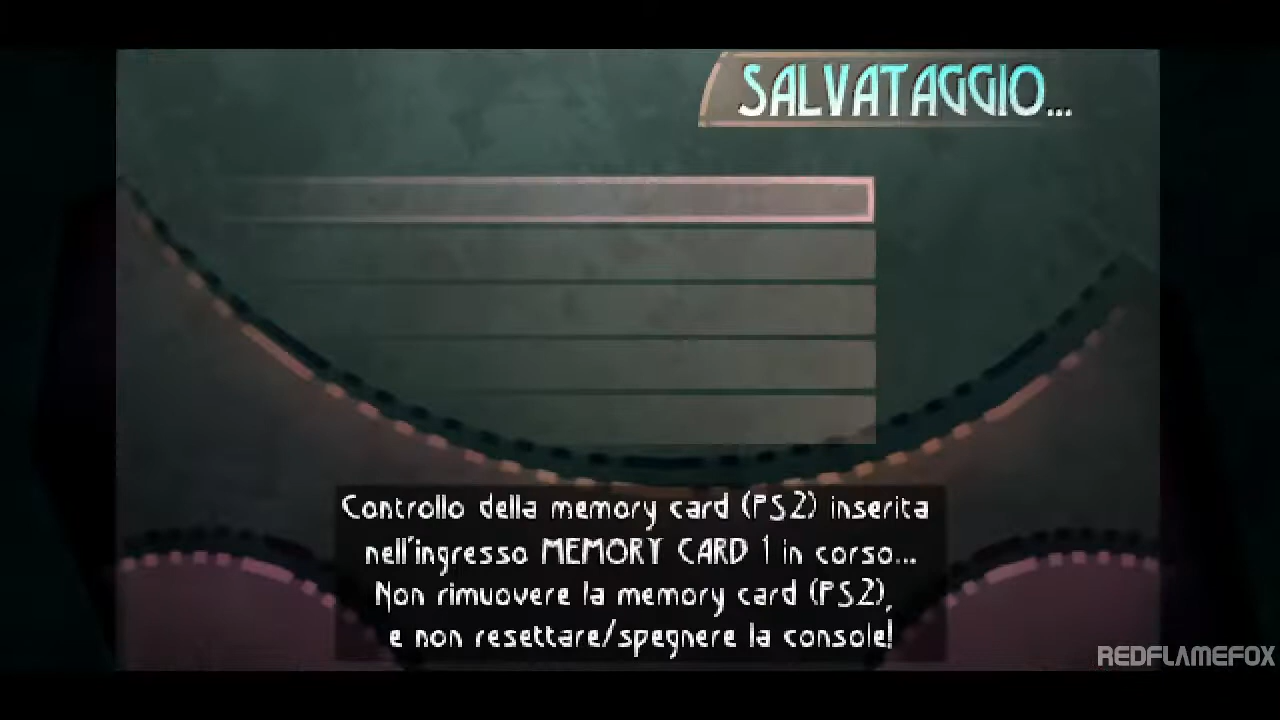 SALVATAGGIO...
Controllo della memory card (PS2) inserita
nell'ingresso MEMORY CARD 1 in corso...
Non rimuovere la memory card (PS2),
e non resettare/spegnere la console!
REDFLAMEFOX